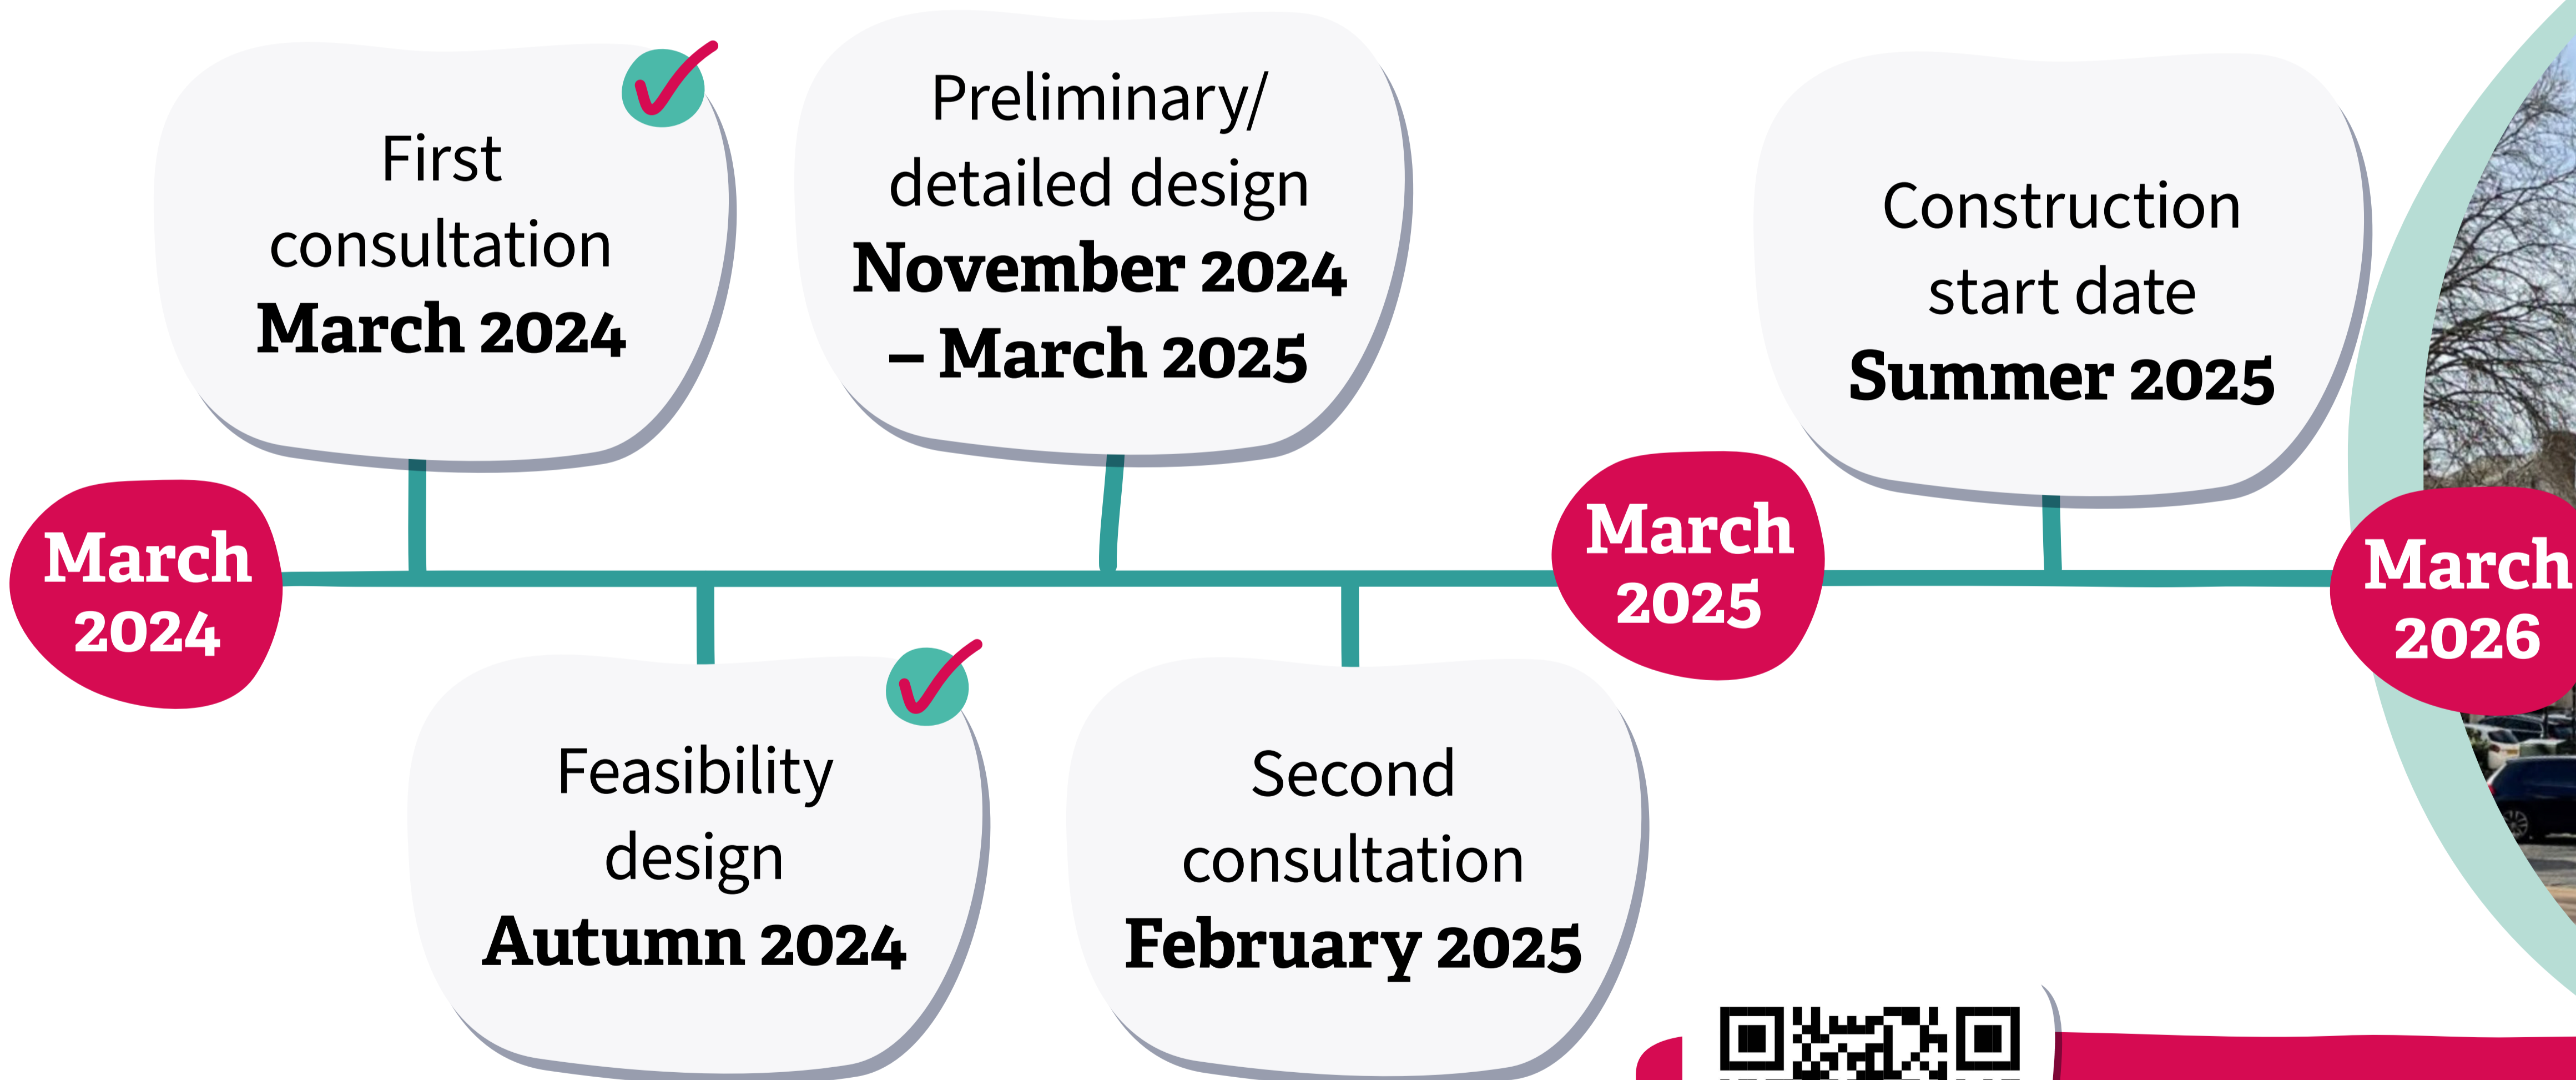 First
consultation
March 2024
Preliminary/
detailed design
November 2024
– March 2025
Construction
start date
Summer 2025
March
2024
March
2025
March
2026
Feasibility
design
Autumn 2024
Second
consultation
February 2025